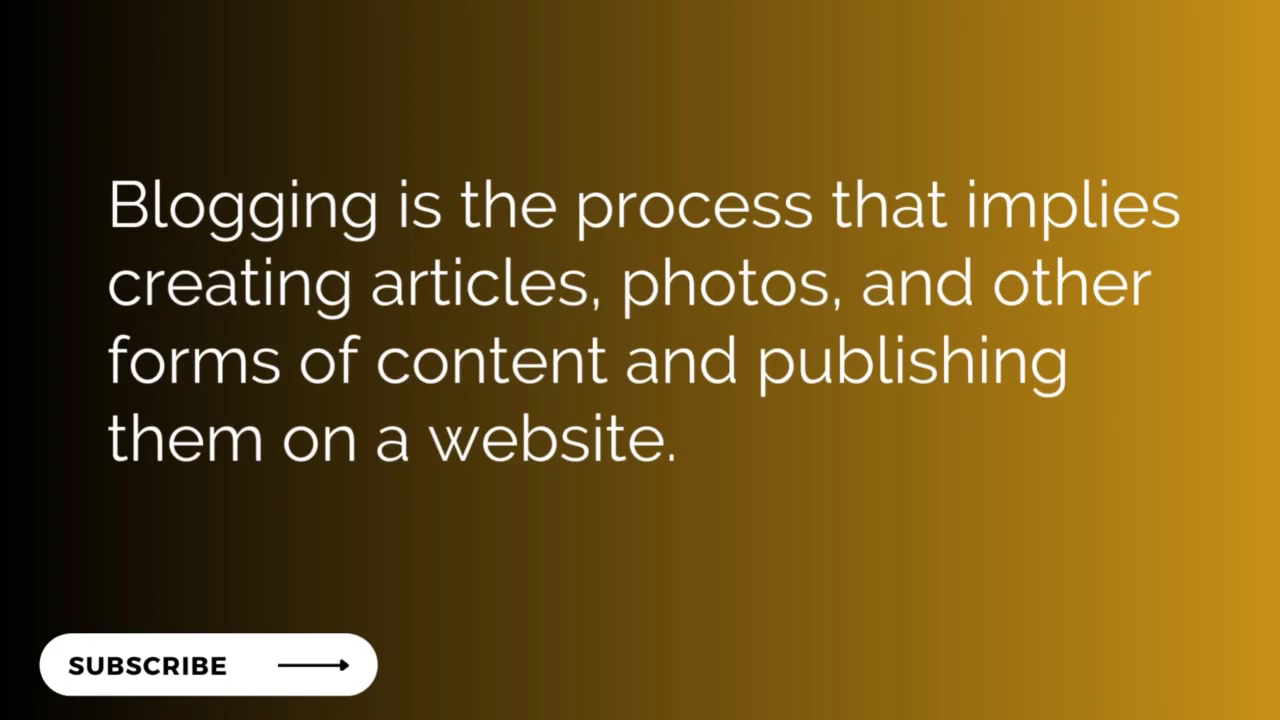 Blogging is the process that implies
creating articles, photos, and other
forms of content and publishing
them on a website.
SUBSCRIBE